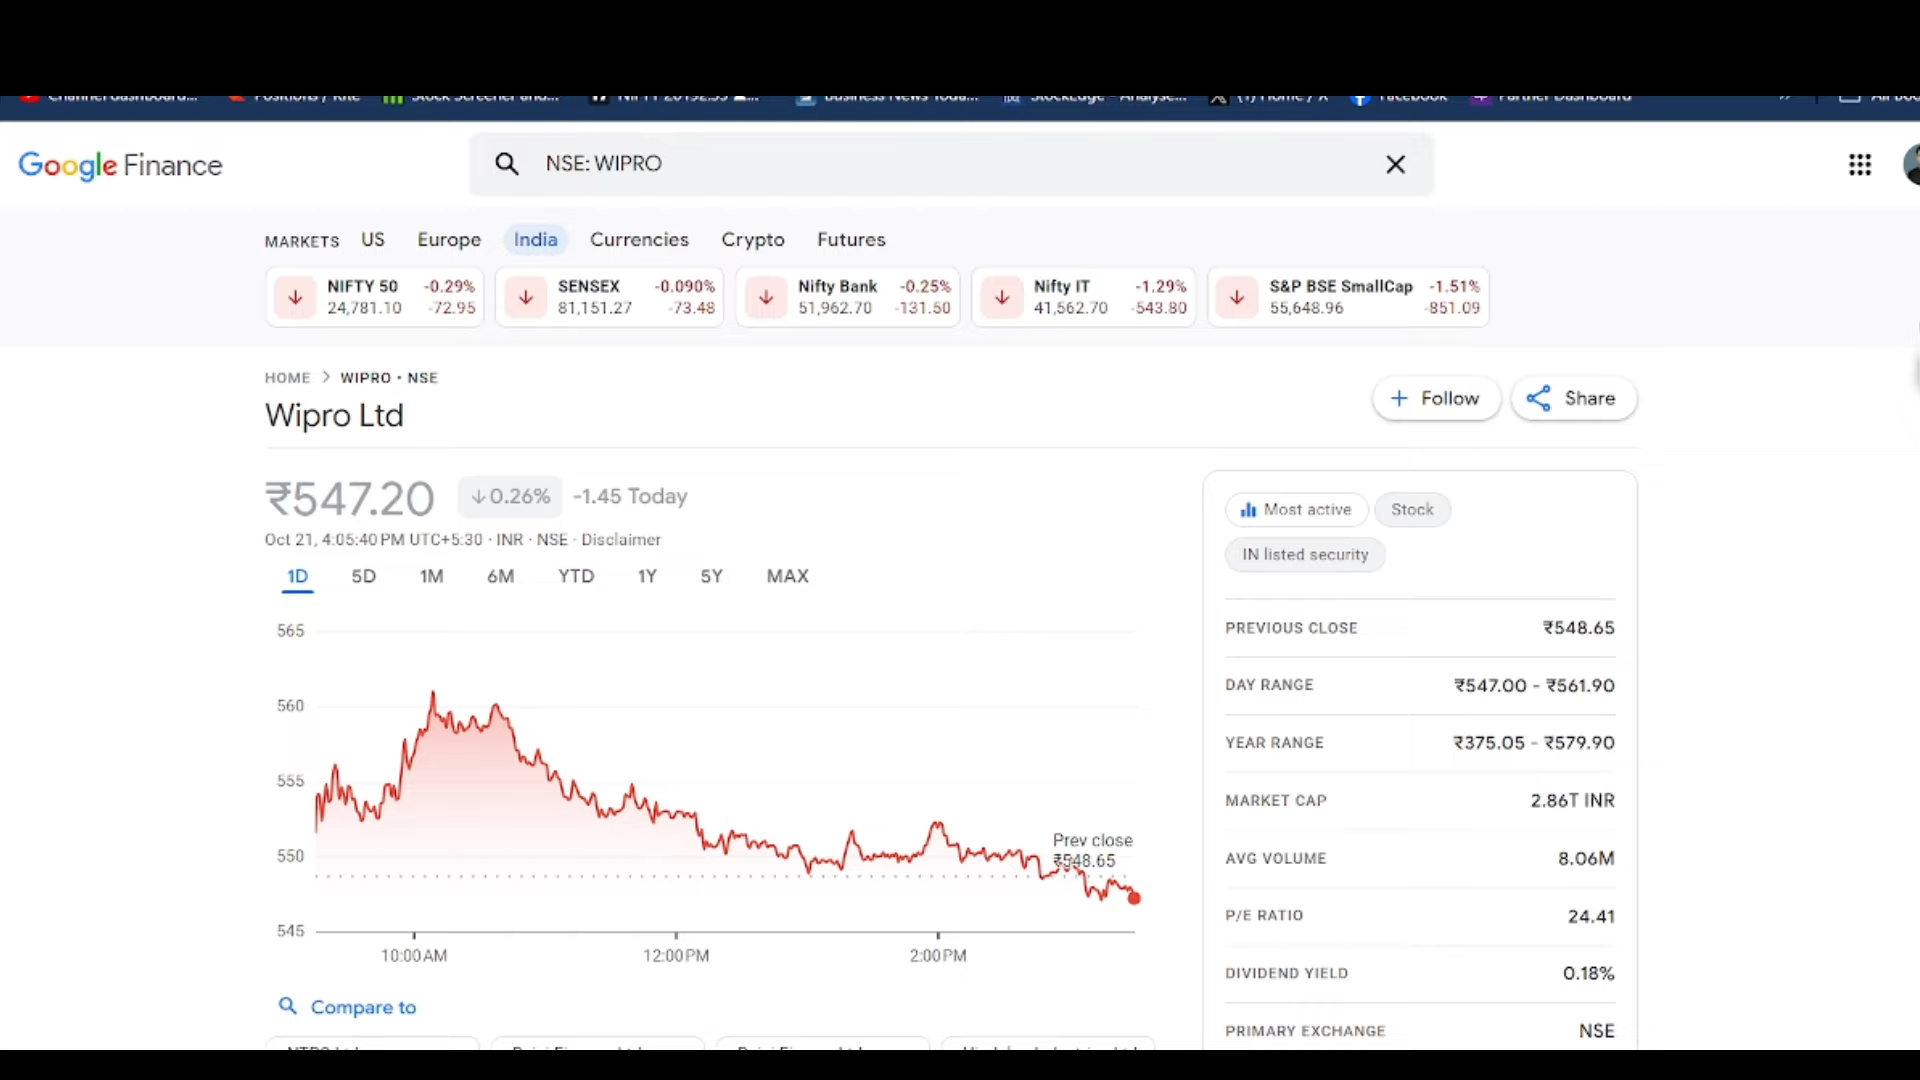 Google Finance
NSE: WIPRO
MARKETS US Europe India Currencies Crypto Futures
NIFTY 50 -0.29%
24,781.10 -72.95
SENSEX -0.090%
81,151.27 -73.48
Nifty Bank -0.25%
51,962.70 -131.50
Nifty IT -1.29%
41,562.70 -543.80
S&P BSE SmallCap -1.51%
55,648.96 -851.09
HOME > WIPRO • NSE
Wipro Ltd
+ Follow
Share
₹547.20 ↓0.26% -1.45 Today
Oct 21, 4:05:40 PM UTC+5:30 · INR · NSE · Disclaimer
1D 5D 1M 6M YTD 1Y 5Y MAX
565
560
555
550
545
Prev close
₹548.65
10:00 AM 12:00 PM 2:00 PM
Compare to
Most active Stock
IN listed security
PREVIOUS CLOSE ₹548.65
DAY RANGE ₹547.00 - ₹561.90
YEAR RANGE ₹375.05 - ₹579.90
MARKET CAP 2.86T INR
AVG VOLUME 8.06M
P/E RATIO 24.41
DIVIDEND YIELD 0.18%
PRIMARY EXCHANGE NSE